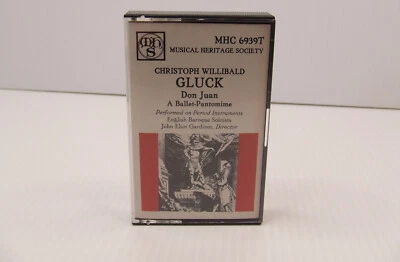 MHS
MHC 6939T
MUSICAL HERITAGE SOCIETY
CHRISTOPH WILLIBALD
GLUCK
Don Juan
A Ballet-Pantomime
Performed on Period Instruments
English Baroque Soloists
John Eliot Gardiner, Director